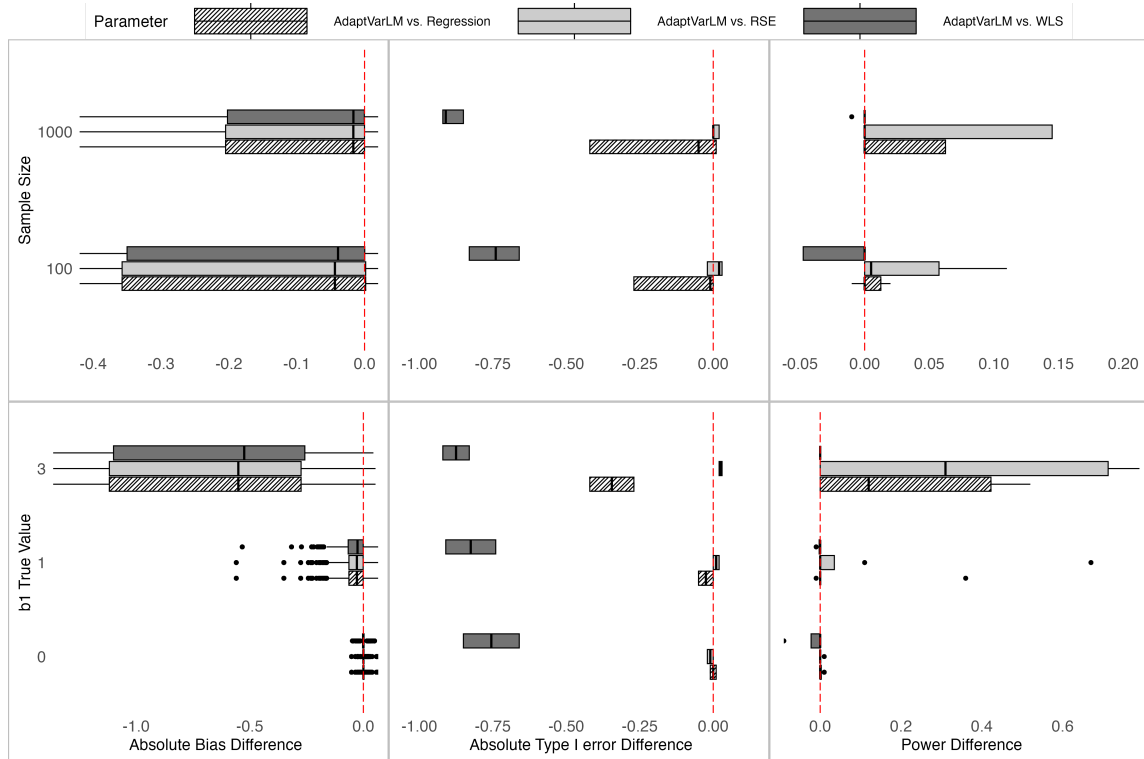 Parameter AdaptVarLM vs. Regression AdaptVarLM vs. RSE AdaptVarLM vs. WLS
Sample Size
1000
100
-0.4 -0.3 -0.2 -0.1 0.0
-1.00 -0.75 -0.50 -0.25 0.00
-0.05 0.00 0.05 0.10 0.15 0.20
b1 True Value
3
1
0
-1.0 -0.5 0.0
-1.00 -0.75 -0.50 -0.25 0.00
0.0 0.2 0.4 0.6
Absolute Bias Difference
Absolute Type I error Difference
Power Difference